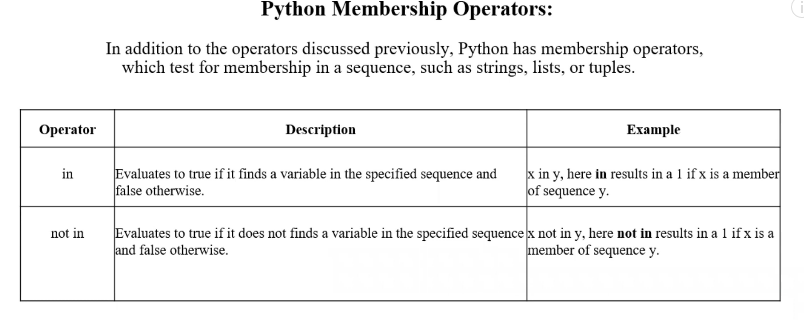 Python Membership Operators:
In addition to the operators discussed previously, Python has membership operators,
which test for membership in a sequence, such as strings, lists, or tuples.
Operator Description Example
in Evaluates to true if it finds a variable in the specified sequence and x in y, here in results in a 1 if x is a member
false otherwise. of sequence y.
not in Evaluates to true if it does not finds a variable in the specified sequence x not in y, here not in results in a 1 if x is a
and false otherwise. member of sequence y.